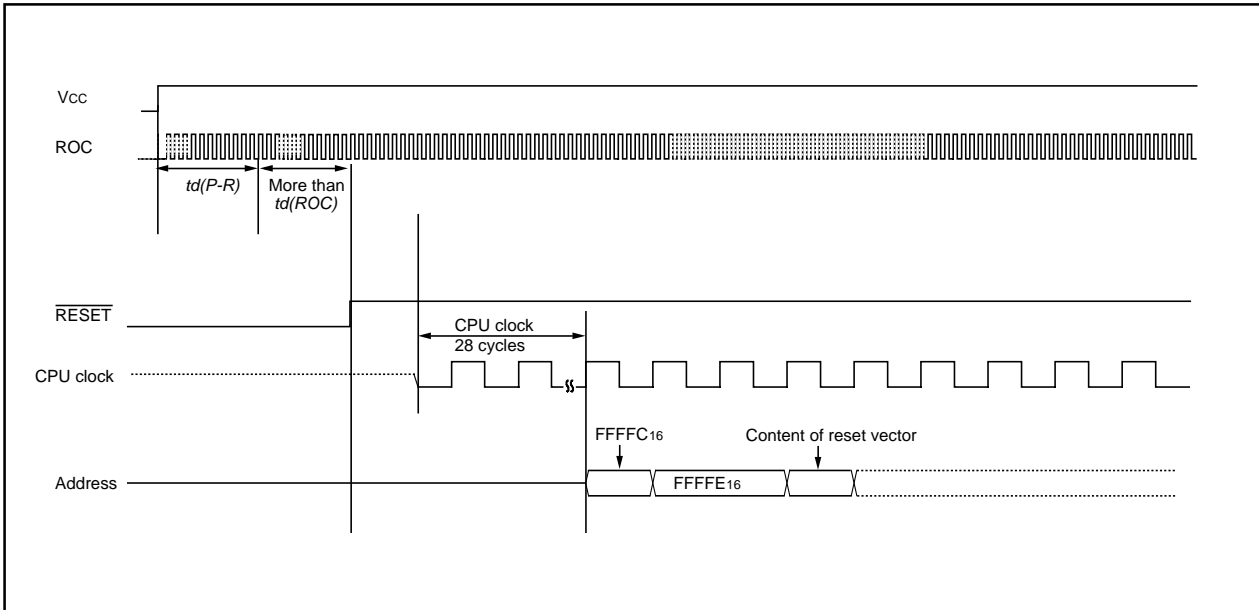 Vcc
ROC
td(P-R)
More than
td(ROC)
RESET
CPU clock
28 cycles
CPU clock
FFFFC16
Content of reset vector
Address
FFFFE16